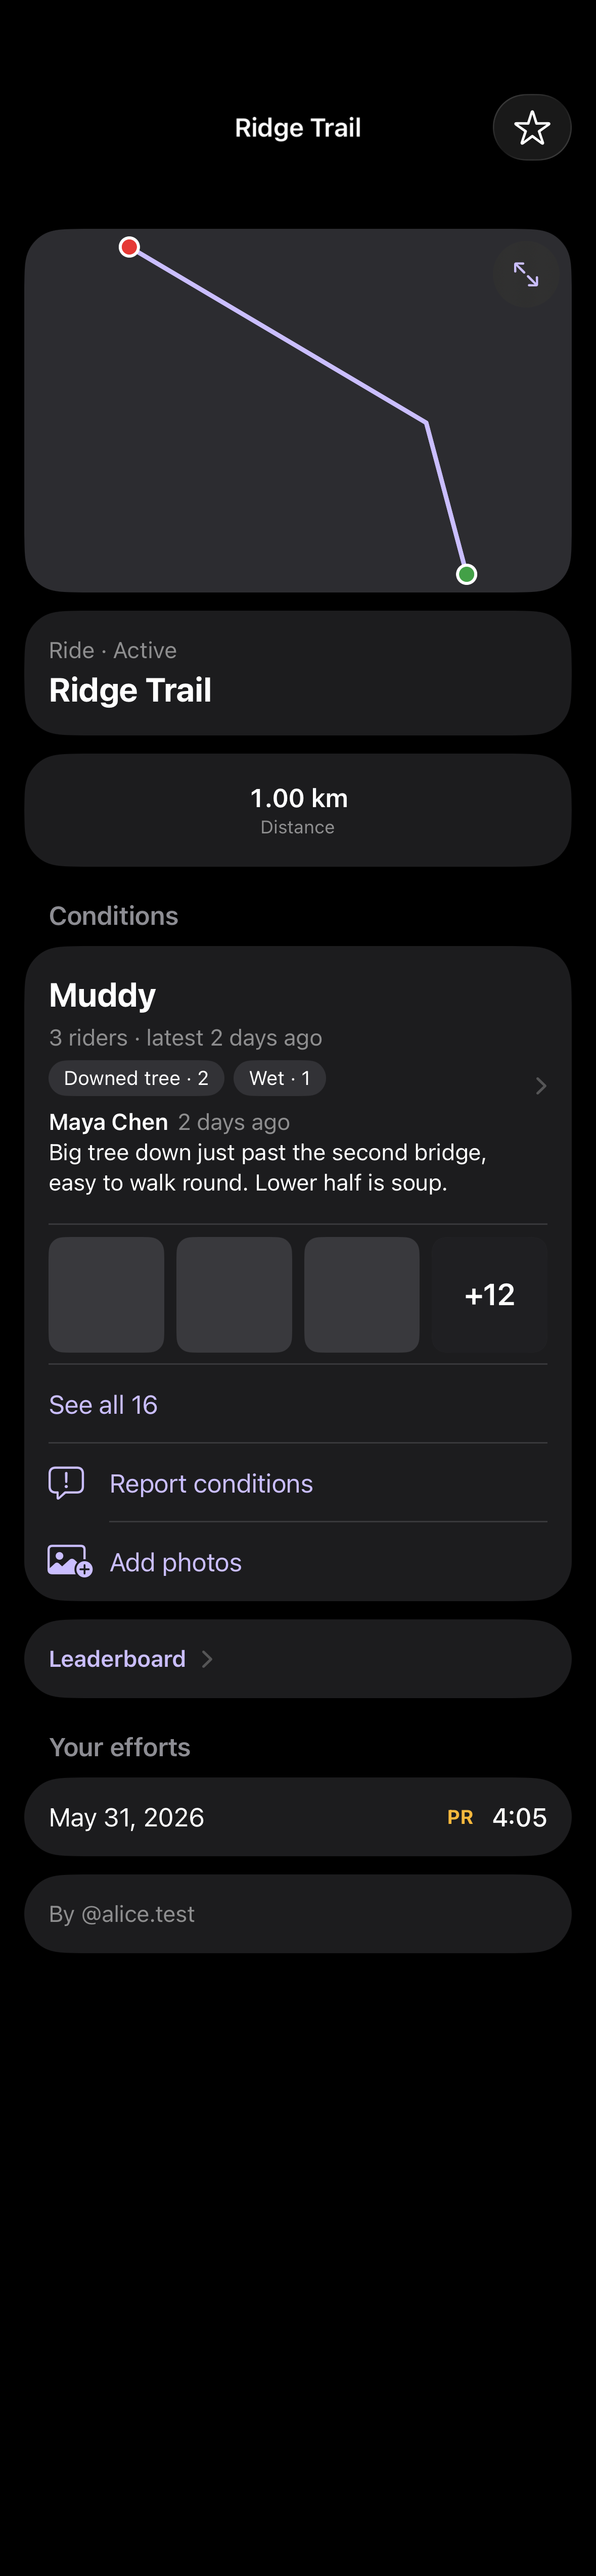 Ridge Trail
Ride · Active
Ridge Trail
1.00 km
Distance
Conditions
Muddy
3 riders · latest 2 days ago
Downed tree · 2
Wet · 1
Maya Chen 2 days ago
Big tree down just past the second bridge,
easy to walk round. Lower half is soup.
+12
See all 16
Report conditions
Add photos
Leaderboard
Your efforts
May 31, 2026
PR 4:05
By @alice.test